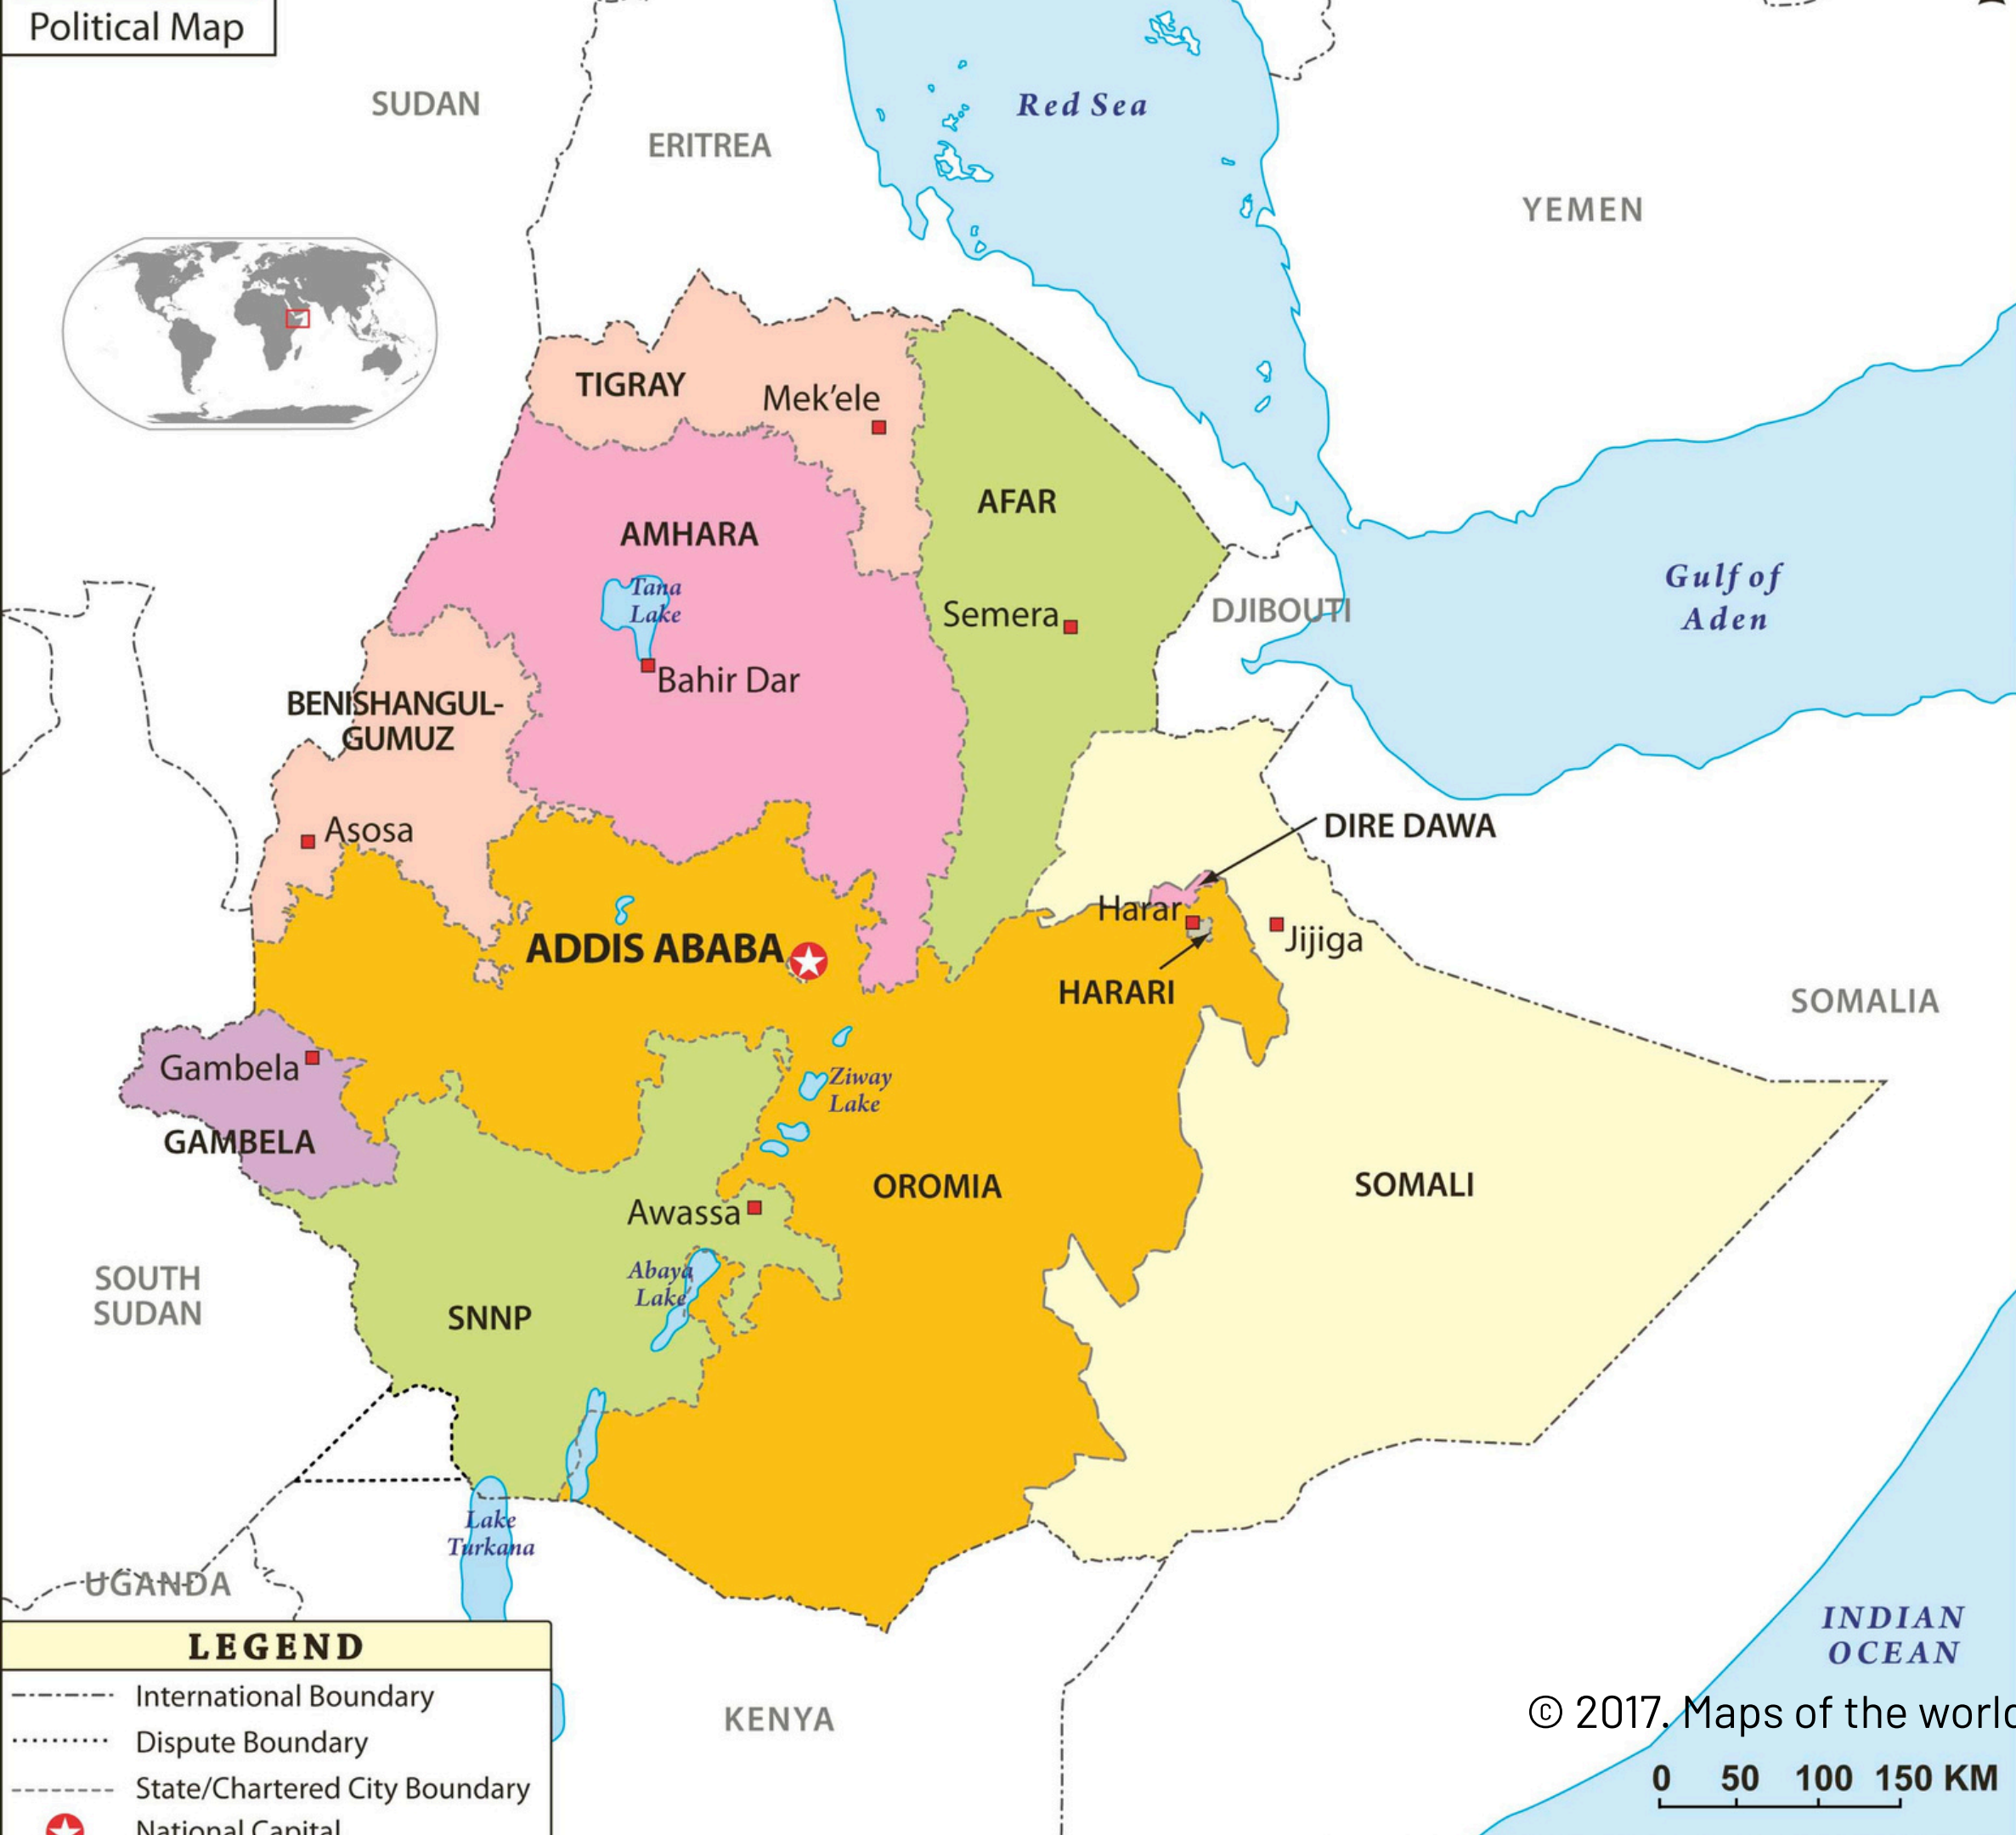 Political Map
SUDAN
ERITREA
Red Sea
YEMEN
TIGRAY
Mek’ele
AFAR
AMHARA
Tana
Lake
Semera
DJIBOUTI
Gulf of
Aden
Bahir Dar
BENISHANGUL-
GUMUZ
Asosa
DIRE DAWA
Harar
ADDIS ABABA
Jijiga
HARARI
SOMALIA
Gambela
Ziway
Lake
GAMBELA
OROMIA
SOMALI
Awassa
Abaya
Lake
SOUTH
SUDAN
SNNP
Lake
Turkana
UGANDA
INDIAN
OCEAN
LEGEND
International Boundary
Dispute Boundary
State/Chartered City Boundary
National Capital
KENYA
© 2017. Maps of the world
0 50 100 150 KM